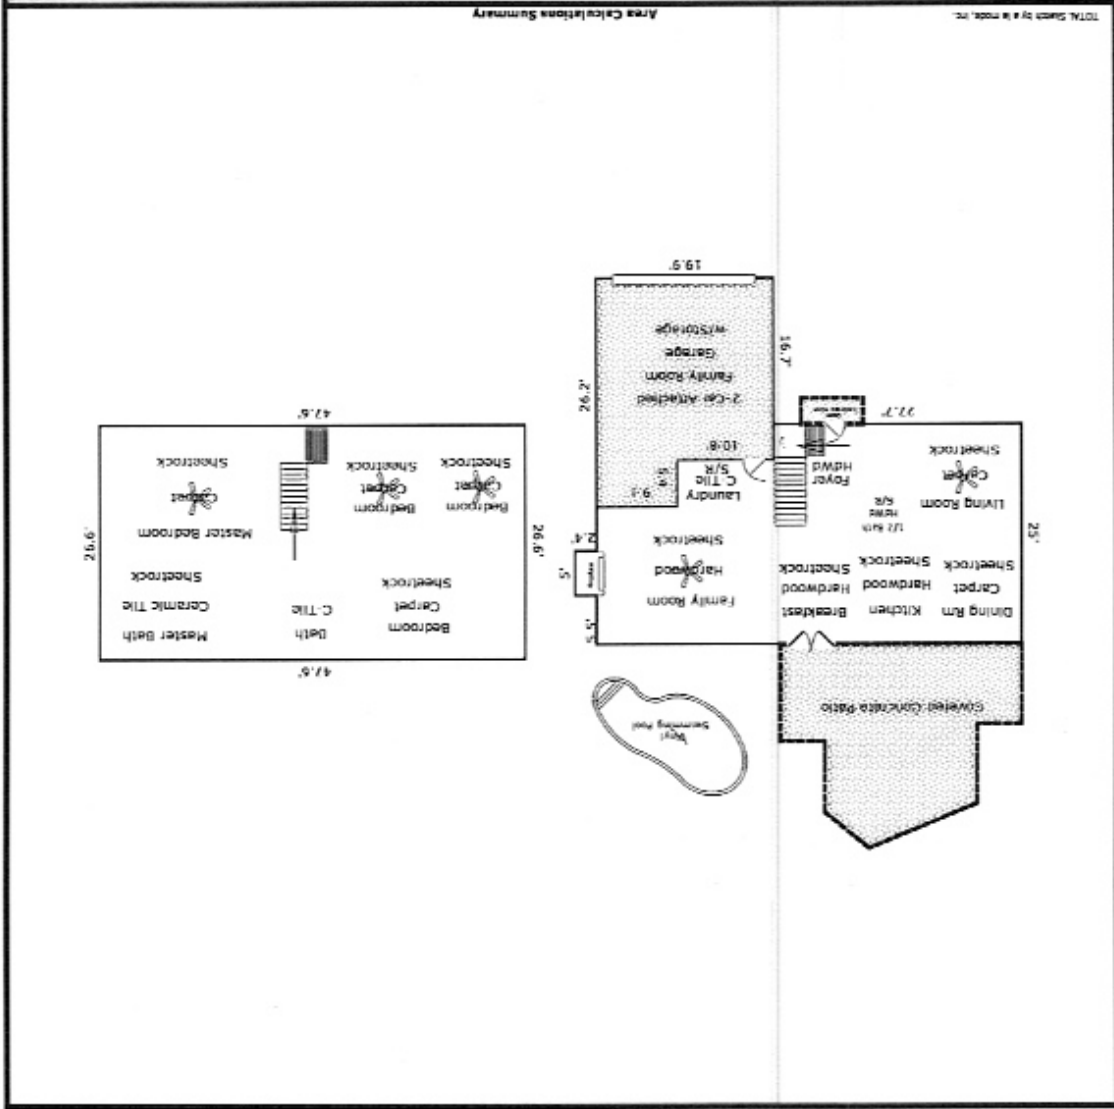 Covered Concrete Patio
Vinyl
Swimming Pool
Dining Rm
Carpet
Sheetrock
Kitchen
Hardwood
Sheetrock
Breakfast
Hardwood
Sheetrock
Family Room
Hardwood
Sheetrock
5'
2.4'
25'
1/2 Bath
HdWd
S/R
Living Room
Carpet
Sheetrock
Foyer
HdWd
Laundry
C-Tile
S/R
9.1
10.8'
27.7'
16.7'
2-Car Attached
Family Room
Garage
w/Storage
26.2'
19.9'
47.6'
Bedroom
Carpet
Sheetrock
Bath
C-Tile
Master Bath
Ceramic Tile
Sheetrock
26.6'
26.6'
Bedroom
Carpet
Sheetrock
Bedroom
Carpet
Sheetrock
Master Bedroom
Carpet
Sheetrock
47.6'
TOTAL Sketch by a la mode, inc.
Area Calculations Summary